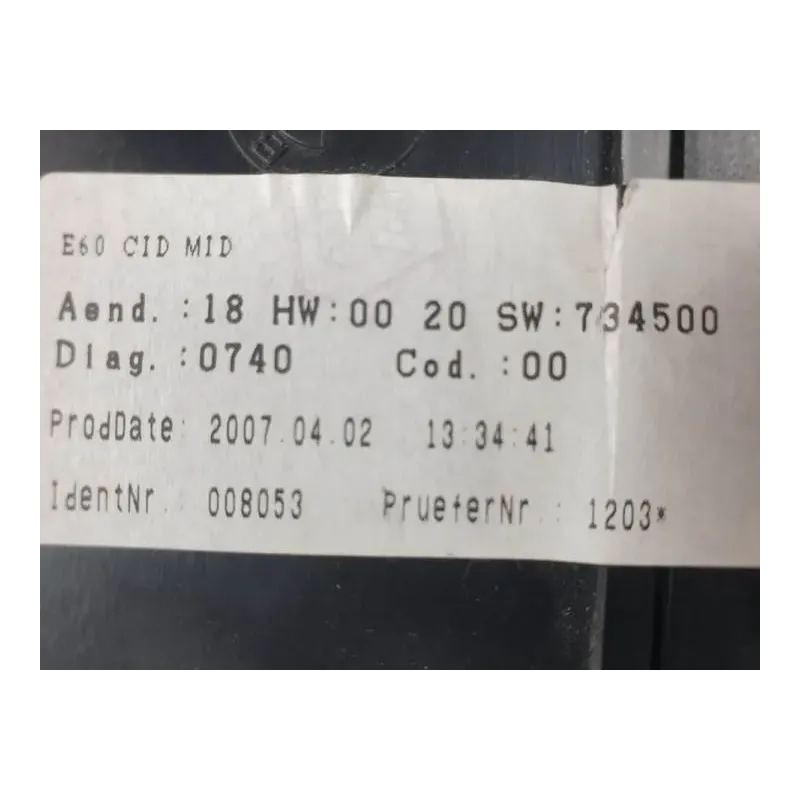 E60 CID MID
Aend. :18 HW:00 20 SW:734500
Diag. :0740 Cod. :00
ProdDate: 2007.04.02 13:34:41
IdentNr.: 008053 PrueferNr.: 1203*